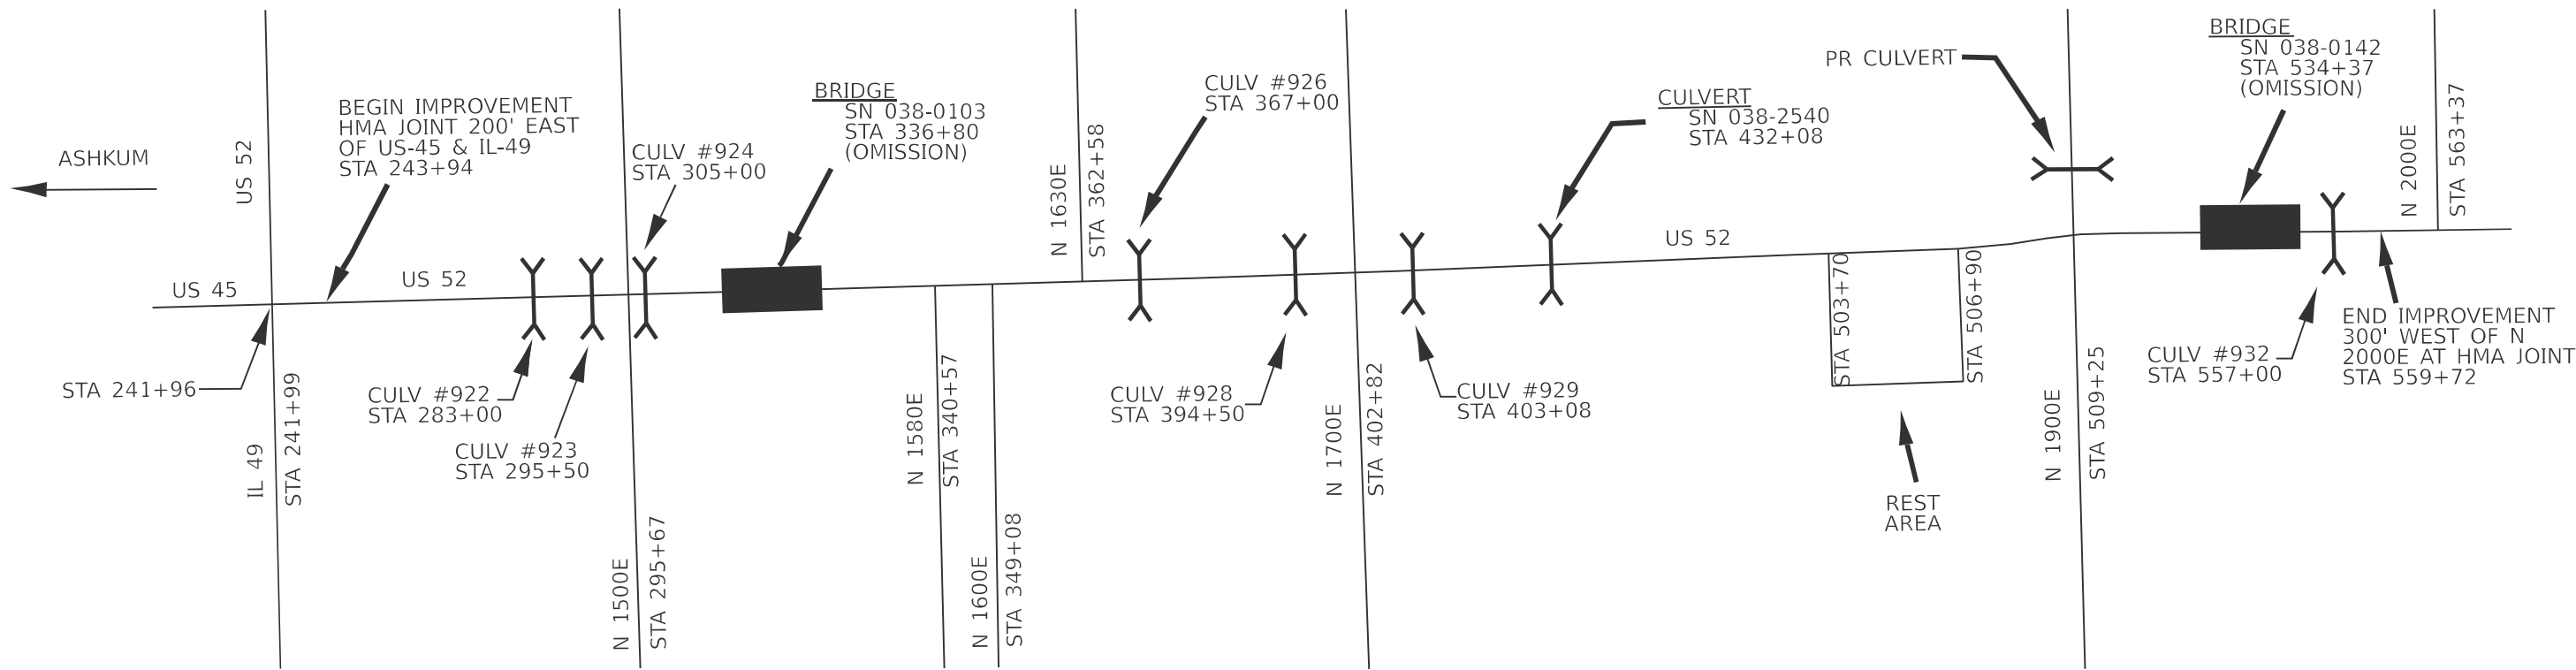 ASHKUM
US 52
BEGIN IMPROVEMENT
HMA JOINT 200' EAST
OF US-45 & IL-49
STA 243+94
US 45
US 52
STA 241+96
IL 49
STA 241+99
CULV #922
STA 283+00
CULV #923
STA 295+50
CULV #924
STA 305+00
N 1500E
STA 295+67
BRIDGE
SN 038-0103
STA 336+80
(OMISSION)
N 1580E
STA 340+57
N 1600E
STA 349+08
N 1630E
STA 362+58
CULV #926
STA 367+00
CULV #928
STA 394+50
N 1700E
STA 402+82
CULV #929
STA 403+08
CULVERT
SN 038-2540
STA 432+08
US 52
STA 503+70
STA 506+90
REST
AREA
PR CULVERT
N 1900E
STA 509+25
BRIDGE
SN 038-0142
STA 534+37
(OMISSION)
CULV #932
STA 557+00
N 2000E
STA 563+37
END IMPROVEMENT
300' WEST OF N
2000E AT HMA JOINT
STA 559+72